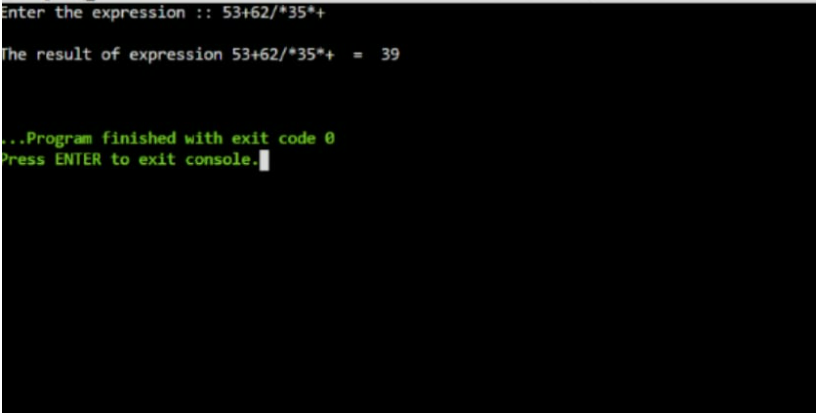 Enter the expression :: 53+62/*35*+
The result of expression 53+62/*35*+  =  39
...Program finished with exit code 0
Press ENTER to exit console.